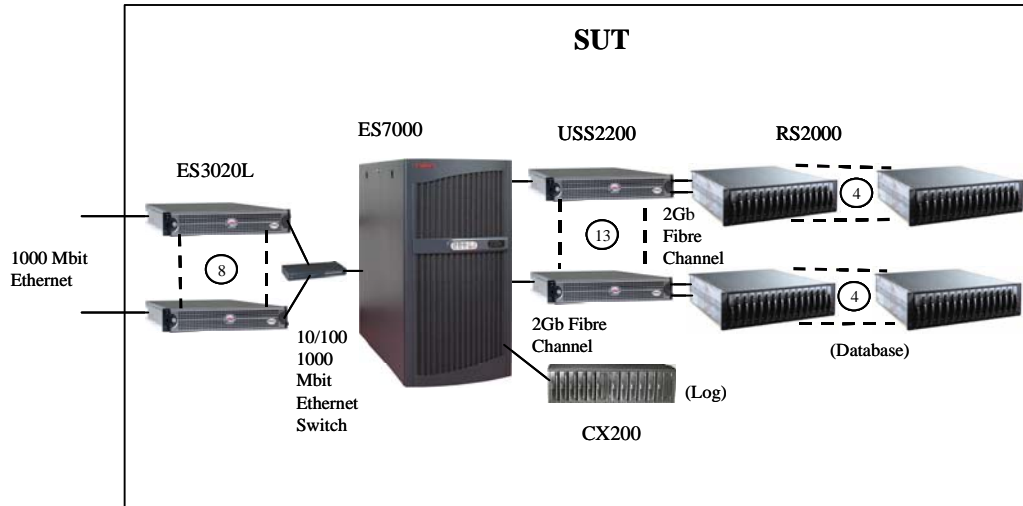 SUT
ES7000
USS2200
RS2000
ES3020L
1000 Mbit
Ethernet
8
13
4
4
2Gb
Fibre
Channel
10/100
1000
Mbit
Ethernet
Switch
2Gb Fibre
Channel
(Database)
(Log)
CX200